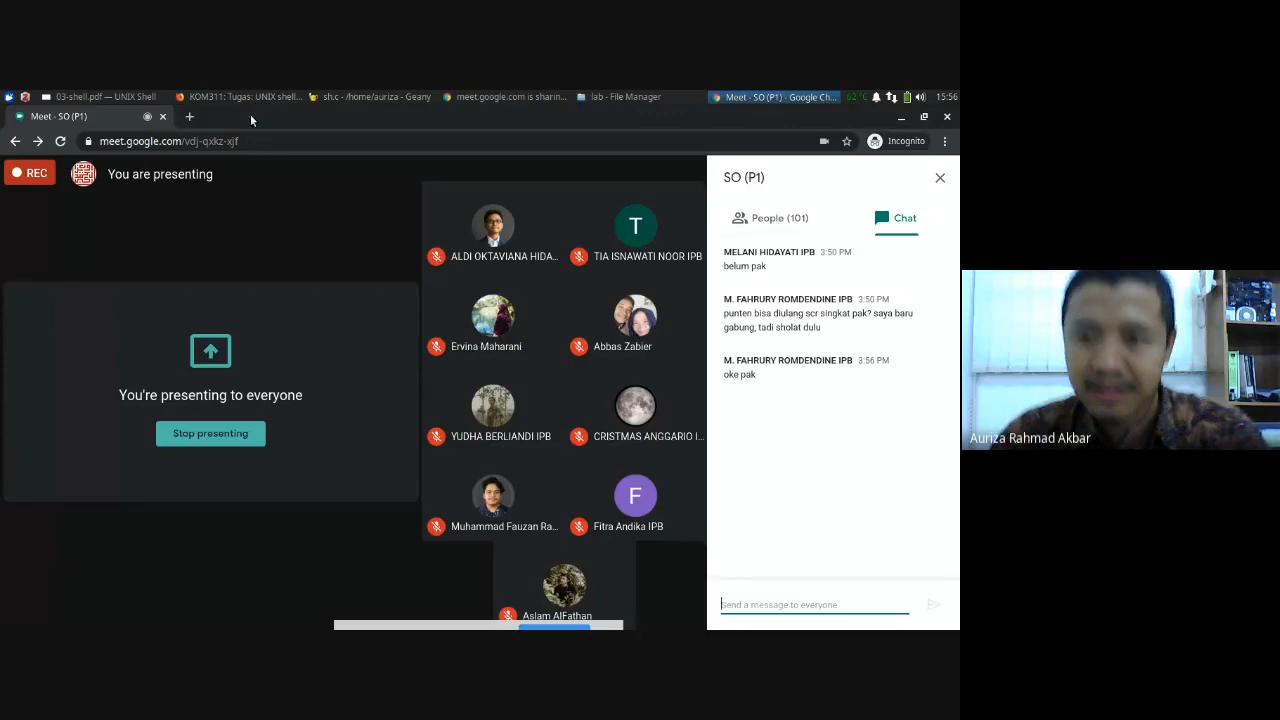 03-shell.pdf — UNIX Shell
KOM311: Tugas: UNIX shell...
sh.c - /home/auriza - Geany
meet.google.com is sharin...
lab - File Manager
Meet - SO (P1) - Google Ch...
62 °C
15:56
Meet - SO (P1)
meet.google.com/vdj-qxkz-xjf
Incognito
REC
You are presenting
SO (P1)
People (101)
Chat
MELANI HIDAYATI IPB 3:50 PM
belum pak
M. FAHRURY ROMDENDINE IPB 3:50 PM
punten bisa diulang scr singkat pak? saya baru
gabung, tadi sholat dulu
M. FAHRURY ROMDENDINE IPB 3:56 PM
oke pak
Send a message to everyone
You're presenting to everyone
Stop presenting
ALDI OKTAVIANA HIDA...
T
TIA ISNAWATI NOOR IPB
Ervina Maharani
Abbas Zabier
YUDHA BERLIANDI IPB
CRISTMAS ANGGARIO I...
Muhammad Fauzan Ra...
F
Fitra Andika IPB
Aslam AlFathan
Auriza Rahmad Akbar